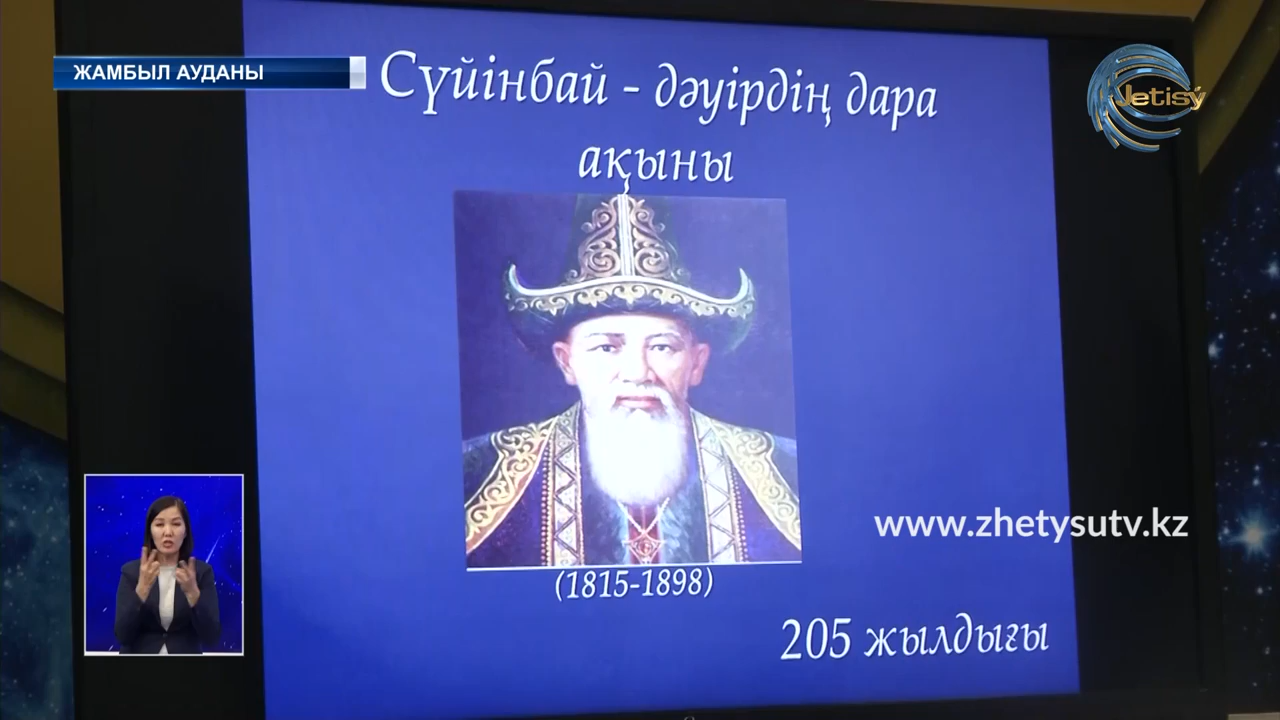 ЖАМБЫЛ АУДАНЫ
Сүйінбай - дәуірдің дара
ақыны
Jetisý
(1815-1898)
www.zhetysutv.kz
205 жылдығы